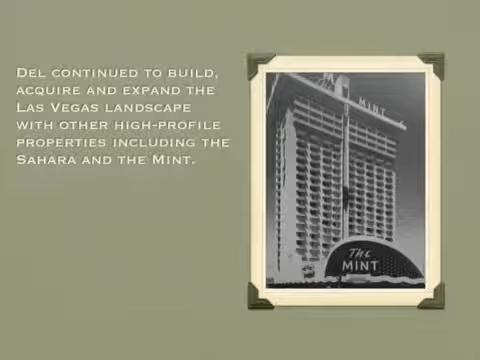 Del continued to build,
acquire and expand the
Las Vegas landscape
with other high-profile
properties including the
Sahara and the Mint.
MINT
The
MINT